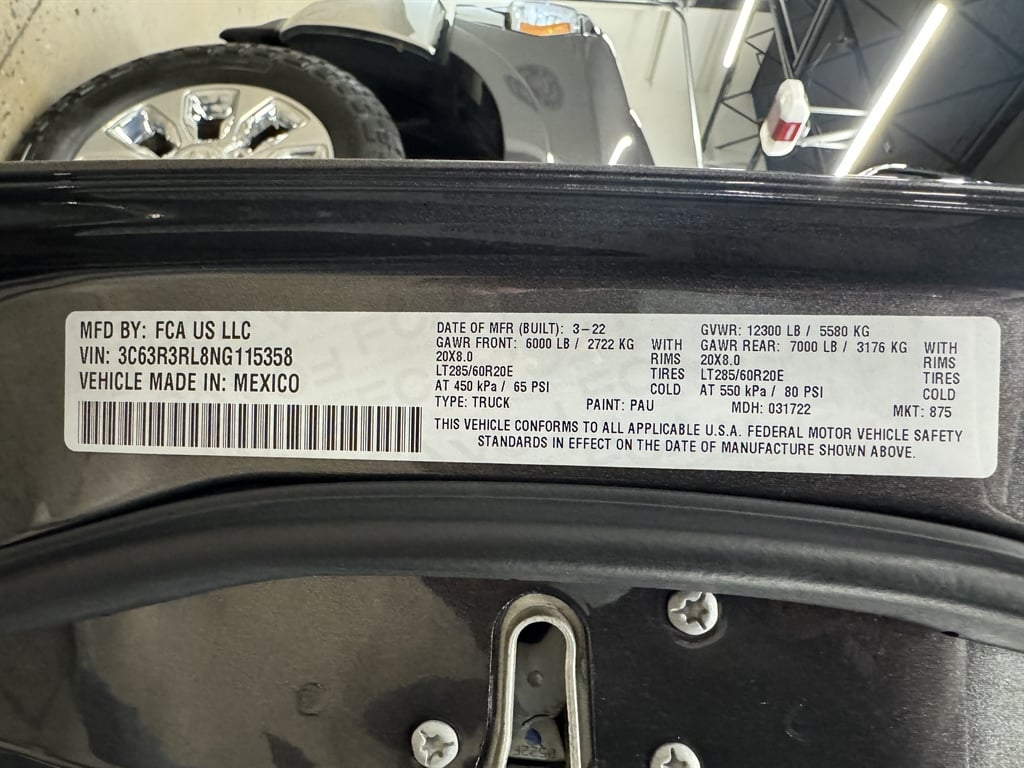 MFD BY: FCA US LLC
VIN: 3C63R3RL8NG115358
VEHICLE MADE IN: MEXICO
DATE OF MFR (BUILT): 3-22
GAWR FRONT: 6000 LB / 2722 KG WITH
20X8.0 RIMS
LT285/60R20E TIRES
AT 450 kPa / 65 PSI COLD
GVWR: 12300 LB / 5580 KG
GAWR REAR: 7000 LB / 3176 KG WITH
20X8.0 RIMS
LT285/60R20E TIRES
AT 550 kPa / 80 PSI COLD
TYPE: TRUCK PAINT: PAU MDH: 031722 MKT: 875
THIS VEHICLE CONFORMS TO ALL APPLICABLE U.S.A. FEDERAL MOTOR VEHICLE SAFETY
STANDARDS IN EFFECT ON THE DATE OF MANUFACTURE SHOWN ABOVE.